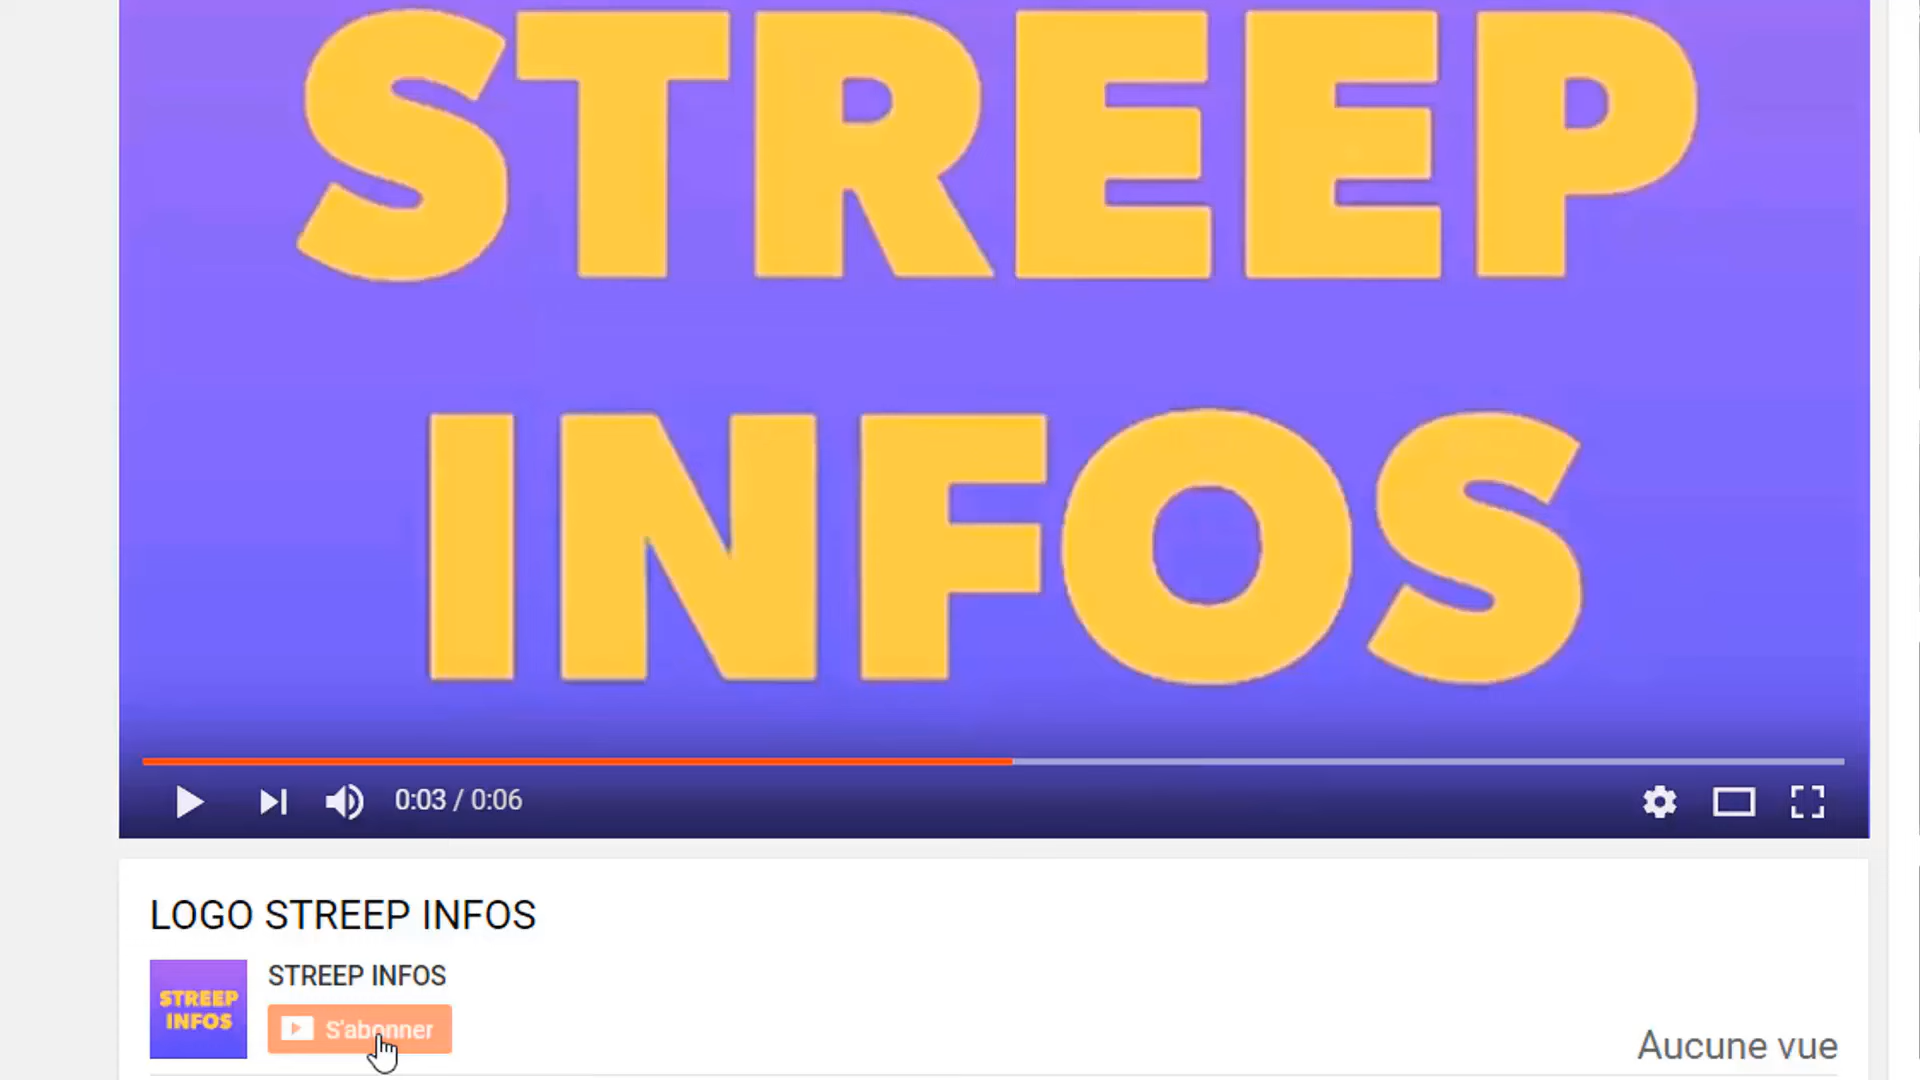 STREEP
INFOS
0:03 / 0:06
LOGO STREEP INFOS
STREEP INFOS
STREEP
INFOS
S'abonner
Aucune vue